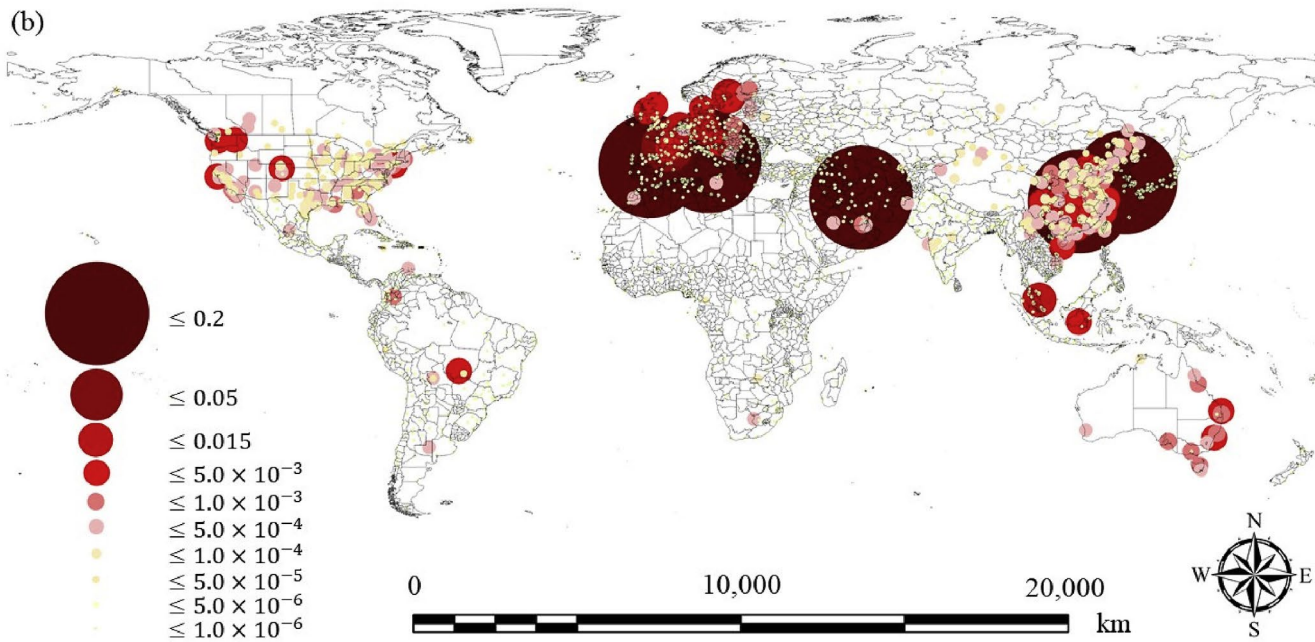 (b)
≤ 0.2
≤ 0.05
≤ 0.015
≤ 5.0 × 10⁻³
≤ 1.0 × 10⁻³
≤ 5.0 × 10⁻⁴
≤ 1.0 × 10⁻⁴
≤ 5.0 × 10⁻⁵
≤ 5.0 × 10⁻⁶
≤ 1.0 × 10⁻⁶
0 10,000 20,000
km
N
W E
S